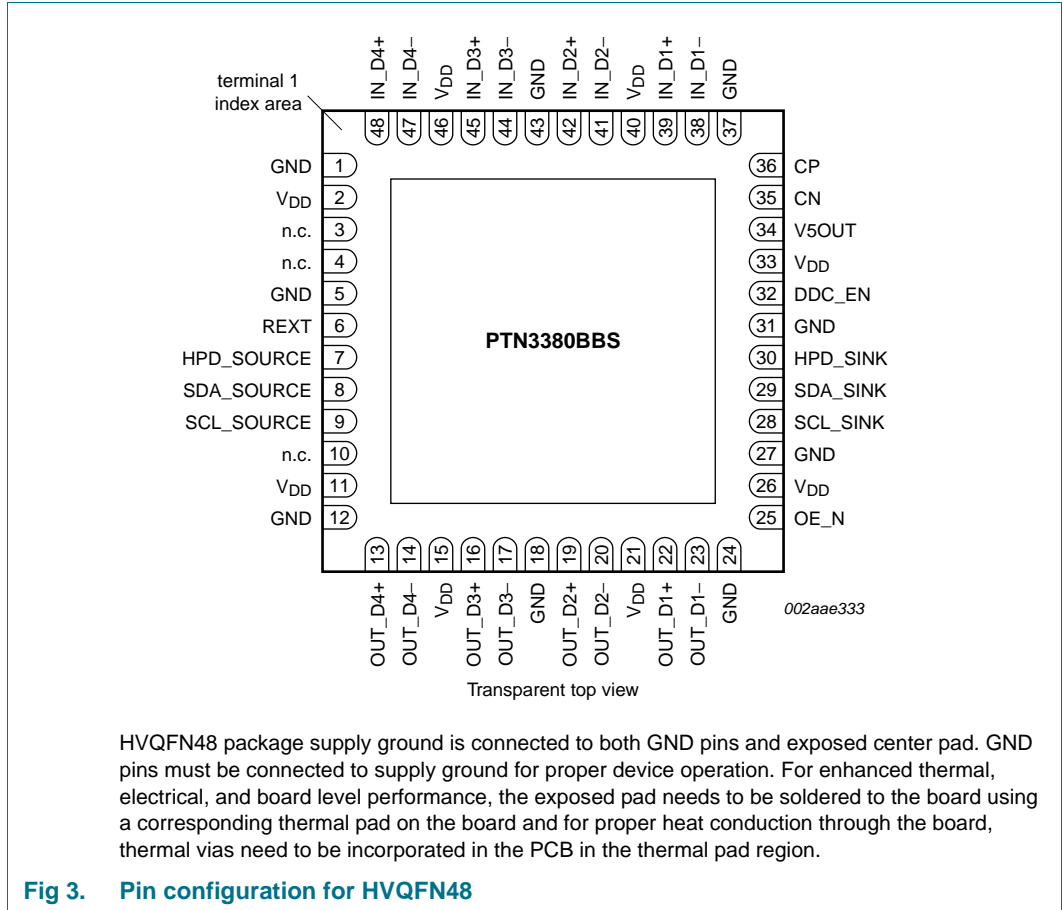 IN_D4+ IN_D4− VDD IN_D3+ IN_D3− GND IN_D2+ IN_D2− VDD IN_D1+ IN_D1− GND
terminal 1
index area
48 47 46 45 44 43 42 41 40 39 38 37
GND 1 36 CP
VDD 2 35 CN
n.c. 3 34 V5OUT
n.c. 4 33 VDD
GND 5 32 DDC_EN
REXT 6 31 GND
PTN3380BBS
HPD_SOURCE 7 30 HPD_SINK
SDA_SOURCE 8 29 SDA_SINK
SCL_SOURCE 9 28 SCL_SINK
n.c. 10 27 GND
VDD 11 26 VDD
GND 12 25 OE_N
13 14 15 16 17 18 19 20 21 22 23 24
OUT_D4+ OUT_D4− VDD OUT_D3+ OUT_D3− GND OUT_D2+ OUT_D2− VDD OUT_D1+ OUT_D1− GND
002aae333
Transparent top view
HVQFN48 package supply ground is connected to both GND pins and exposed center pad. GND
pins must be connected to supply ground for proper device operation. For enhanced thermal,
electrical, and board level performance, the exposed pad needs to be soldered to the board using
a corresponding thermal pad on the board and for proper heat conduction through the board,
thermal vias need to be incorporated in the PCB in the thermal pad region.
Fig 3. Pin configuration for HVQFN48